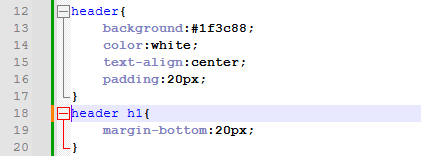 12 header{
13 background:#1f3c88;
14 color:white;
15 text-align:center;
16 padding:20px;
17 }
18 header h1{
19 margin-bottom:20px;
20 }